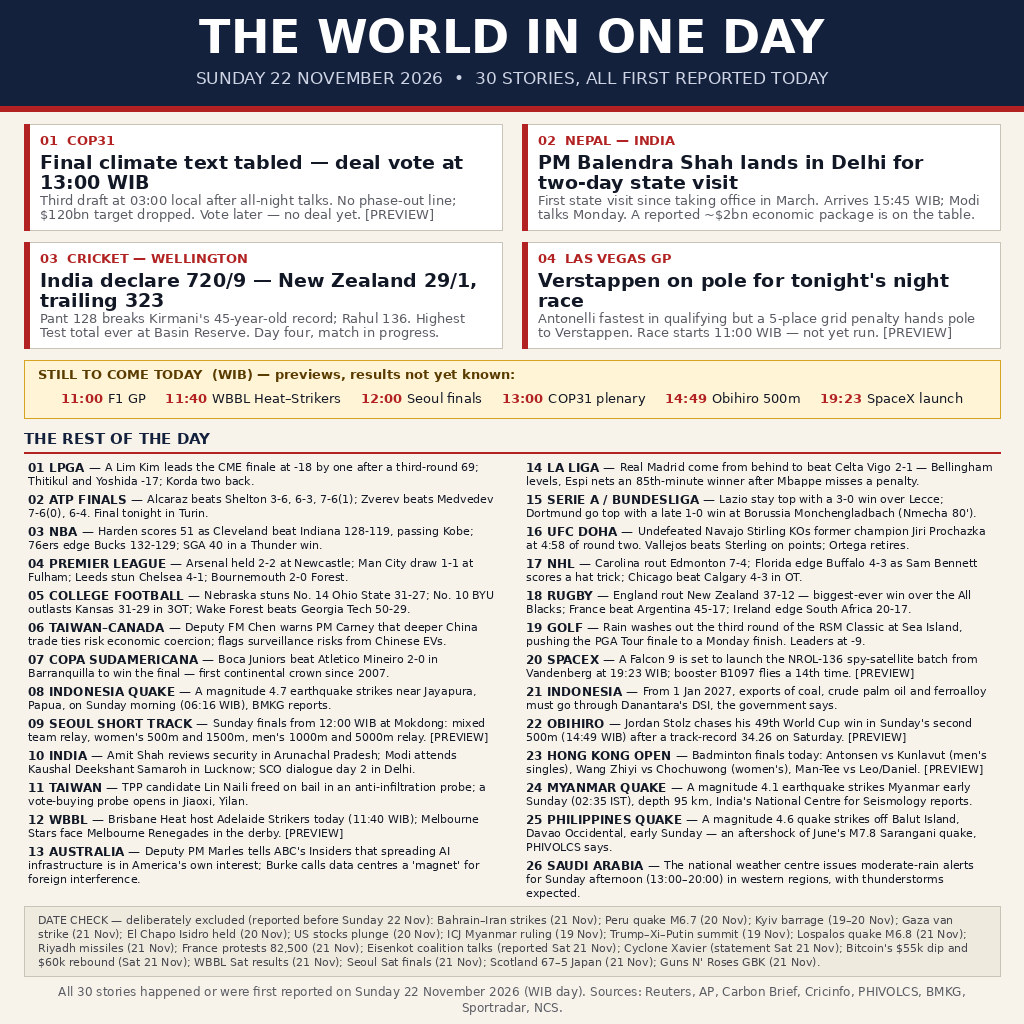 THE WORLD IN ONE DAY
SUNDAY 22 NOVEMBER 2026 • 30 STORIES, ALL FIRST REPORTED TODAY
01 COP31
Final climate text tabled — deal vote at
13:00 WIB
Third draft at 03:00 local after all-night talks. No phase-out line;
$120bn target dropped. Vote later — no deal yet. [PREVIEW]
02 NEPAL — INDIA
PM Balendra Shah lands in Delhi for
two-day state visit
First state visit since taking office in March. Arrives 15:45 WIB; Modi
talks Monday. A reported ~$2bn economic package is on the table.
03 CRICKET — WELLINGTON
India declare 720/9 — New Zealand 29/1,
trailing 323
Pant 128 breaks Kirmani's 45-year-old record; Rahul 136. Highest
Test total ever at Basin Reserve. Day four, match in progress.
04 LAS VEGAS GP
Verstappen on pole for tonight's night
race
Antonelli fastest in qualifying but a 5-place grid penalty hands pole
to Verstappen. Race starts 11:00 WIB — not yet run. [PREVIEW]
STILL TO COME TODAY (WIB) — previews, results not yet known:
11:00 F1 GP 11:40 WBBL Heat–Strikers 12:00 Seoul finals 13:00 COP31 plenary 14:49 Obihiro 500m 19:23 SpaceX launch
THE REST OF THE DAY
01 LPGA — A Lim Kim leads the CME finale at -18 by one after a third-round 69;
Thitikul and Yoshida -17; Korda two back.
02 ATP FINALS — Alcaraz beats Shelton 3-6, 6-3, 7-6(1); Zverev beats Medvedev
7-6(0), 6-4. Final tonight in Turin.
03 NBA — Harden scores 51 as Cleveland beat Indiana 128-119, passing Kobe;
76ers edge Bucks 132-129; SGA 40 in a Thunder win.
04 PREMIER LEAGUE — Arsenal held 2-2 at Newcastle; Man City draw 1-1 at
Fulham; Leeds stun Chelsea 4-1; Bournemouth 2-0 Forest.
05 COLLEGE FOOTBALL — Nebraska stuns No. 14 Ohio State 31-27; No. 10 BYU
outlasts Kansas 31-29 in 3OT; Wake Forest beats Georgia Tech 50-29.
06 TAIWAN–CANADA — Deputy FM Chen warns PM Carney that deeper China
trade ties risk economic coercion; flags surveillance risks from Chinese EVs.
07 COPA SUDAMERICANA — Boca Juniors beat Atletico Mineiro 2-0 in
Barranquilla to win the final — first continental crown since 2007.
08 INDONESIA QUAKE — A magnitude 4.7 earthquake strikes near Jayapura,
Papua, on Sunday morning (06:16 WIB), BMKG reports.
09 SEOUL SHORT TRACK — Sunday finals from 12:00 WIB at Mokdong: mixed
team relay, women's 500m and 1500m, men's 1000m and 5000m relay. [PREVIEW]
10 INDIA — Amit Shah reviews security in Arunachal Pradesh; Modi attends
Kaushal Deekshant Samaroh in Lucknow; SCO dialogue day 2 in Delhi.
11 TAIWAN — TPP candidate Lin Naili freed on bail in an anti-infiltration probe; a
vote-buying probe opens in Jiaoxi, Yilan.
12 WBBL — Brisbane Heat host Adelaide Strikers today (11:40 WIB); Melbourne
Stars face Melbourne Renegades in the derby. [PREVIEW]
13 AUSTRALIA — Deputy PM Marles tells ABC's Insiders that spreading AI
infrastructure is in America's own interest; Burke calls data centres a 'magnet' for
foreign interference.
14 LA LIGA — Real Madrid come from behind to beat Celta Vigo 2-1 — Bellingham
levels, Espi nets an 85th-minute winner after Mbappe misses a penalty.
15 SERIE A / BUNDESLIGA — Lazio stay top with a 3-0 win over Lecce;
Dortmund go top with a late 1-0 win at Borussia Monchengladbach (Nmecha 80').
16 UFC DOHA — Undefeated Navajo Stirling KOs former champion Jiri Prochazka
at 4:58 of round two. Vallejos beats Sterling on points; Ortega retires.
17 NHL — Carolina rout Edmonton 7-4; Florida edge Buffalo 4-3 as Sam Bennett
scores a hat trick; Chicago beat Calgary 4-3 in OT.
18 RUGBY — England rout New Zealand 37-12 — biggest-ever win over the All
Blacks; France beat Argentina 45-17; Ireland edge South Africa 20-17.
19 GOLF — Rain washes out the third round of the RSM Classic at Sea Island,
pushing the PGA Tour finale to a Monday finish. Leaders at -9.
20 SPACEX — A Falcon 9 is set to launch the NROL-136 spy-satellite batch from
Vandenberg at 19:23 WIB; booster B1097 flies a 14th time. [PREVIEW]
21 INDONESIA — From 1 Jan 2027, exports of coal, crude palm oil and ferroalloy
must go through Danantara's DSI, the government says.
22 OBIHIRO — Jordan Stolz chases his 49th World Cup win in Sunday's second
500m (14:49 WIB) after a track-record 34.26 on Saturday. [PREVIEW]
23 HONG KONG OPEN — Badminton finals today: Antonsen vs Kunlavut (men's
singles), Wang Zhiyi vs Chochuwong (women's), Man-Tee vs Leo/Daniel. [PREVIEW]
24 MYANMAR QUAKE — A magnitude 4.1 earthquake strikes Myanmar early
Sunday (02:35 IST), depth 95 km, India's National Centre for Seismology reports.
25 PHILIPPINES QUAKE — A magnitude 4.6 quake strikes off Balut Island,
Davao Occidental, early Sunday — an aftershock of June's M7.8 Sarangani quake,
PHIVOLCS says.
26 SAUDI ARABIA — The national weather centre issues moderate-rain alerts
for Sunday afternoon (13:00–20:00) in western regions, with thunderstorms
expected.
DATE CHECK — deliberately excluded (reported before Sunday 22 Nov): Bahrain–Iran strikes (21 Nov); Peru quake M6.7 (20 Nov); Kyiv barrage (19–20 Nov); Gaza van
strike (21 Nov); El Chapo Isidro held (20 Nov); US stocks plunge (20 Nov); ICJ Myanmar ruling (19 Nov); Trump–Xi–Putin summit (19 Nov); Lospalos quake M6.8 (21 Nov);
Riyadh missiles (21 Nov); France protests 82,500 (21 Nov); Eisenkot coalition talks (reported Sat 21 Nov); Cyclone Xavier (statement Sat 21 Nov); Bitcoin's $55k dip and
$60k rebound (Sat 21 Nov); WBBL Sat results (21 Nov); Seoul Sat finals (21 Nov); Scotland 67–5 Japan (21 Nov); Guns N' Roses GBK (21 Nov).
All 30 stories happened or were first reported on Sunday 22 November 2026 (WIB day). Sources: Reuters, AP, Carbon Brief, Cricinfo, PHIVOLCS, BMKG,
Sportradar, NCS.